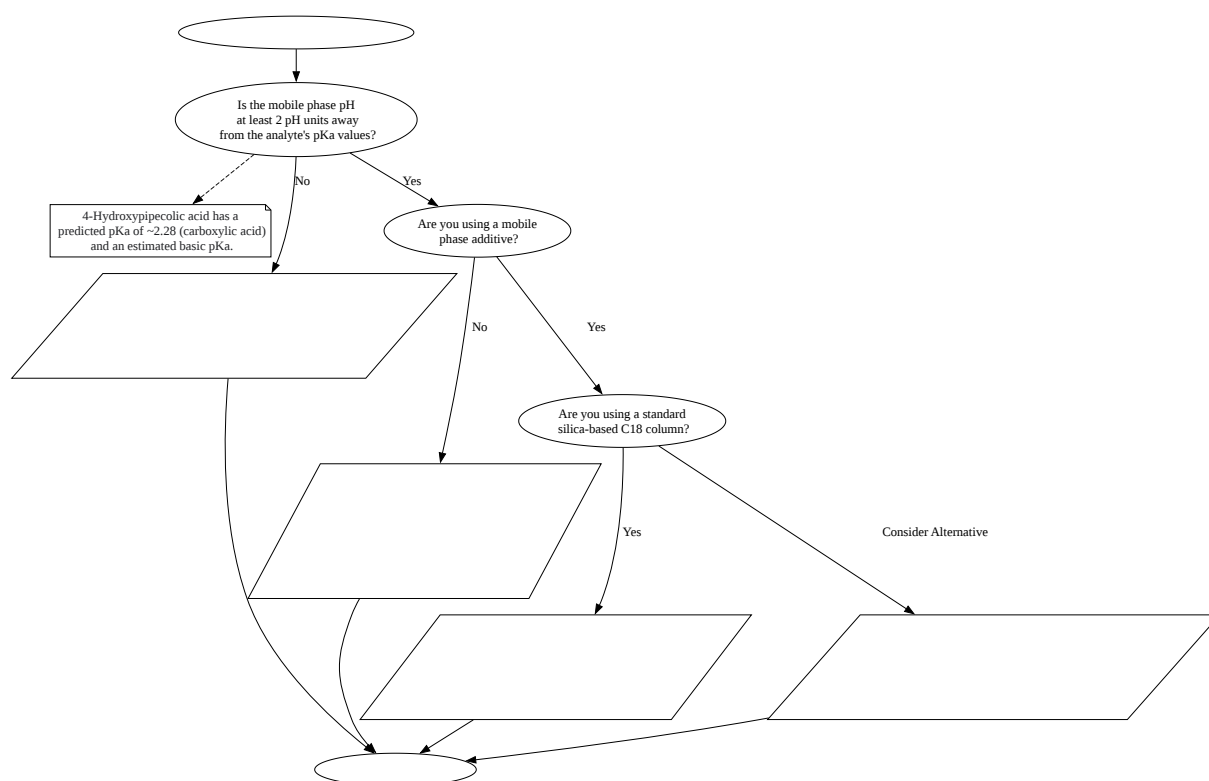 Is the mobile phase pH
at least 2 pH units away
from the analyte's pKa values?
No
Yes
4-Hydroxypipecolic acid has a
predicted pKa of ~2.28 (carboxylic acid)
and an estimated basic pKa.
Are you using a mobile
phase additive?
No
Yes
Are you using a standard
silica-based C18 column?
Yes
Consider Alternative